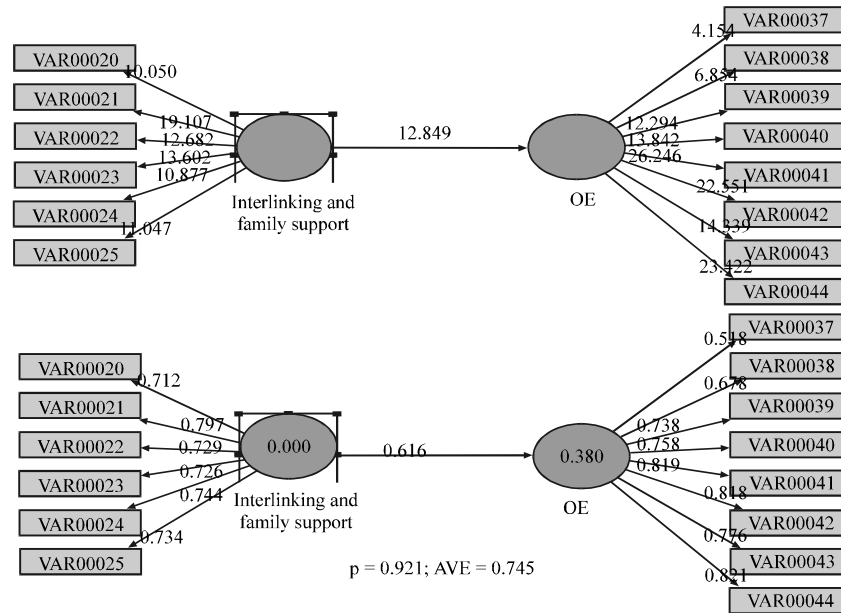 VAR00037
4.154
VAR00020
VAR00038
10.050
6.854
VAR00021
VAR00039
19.107
12.294
VAR00022
12.682
12.849
13.842
VAR00040
13.602
26.246
VAR00023
10.877
VAR00041
22.551
Interlinking and
family support
OE
VAR00024
VAR00042
11.047
14.339
VAR00025
VAR00043
23.422
VAR00044
VAR00037
0.518
VAR00020
VAR00038
0.712
0.678
VAR00021
VAR00039
0.797
0.738
VAR00022
0.729
0.000
0.616
0.758
VAR00040
0.726
0.380
0.819
VAR00023
0.744
VAR00041
0.818
Interlinking and
family support
OE
VAR00024
VAR00042
0.734
0.776
VAR00025
VAR00043
p = 0.921; AVE = 0.745
0.821
VAR00044